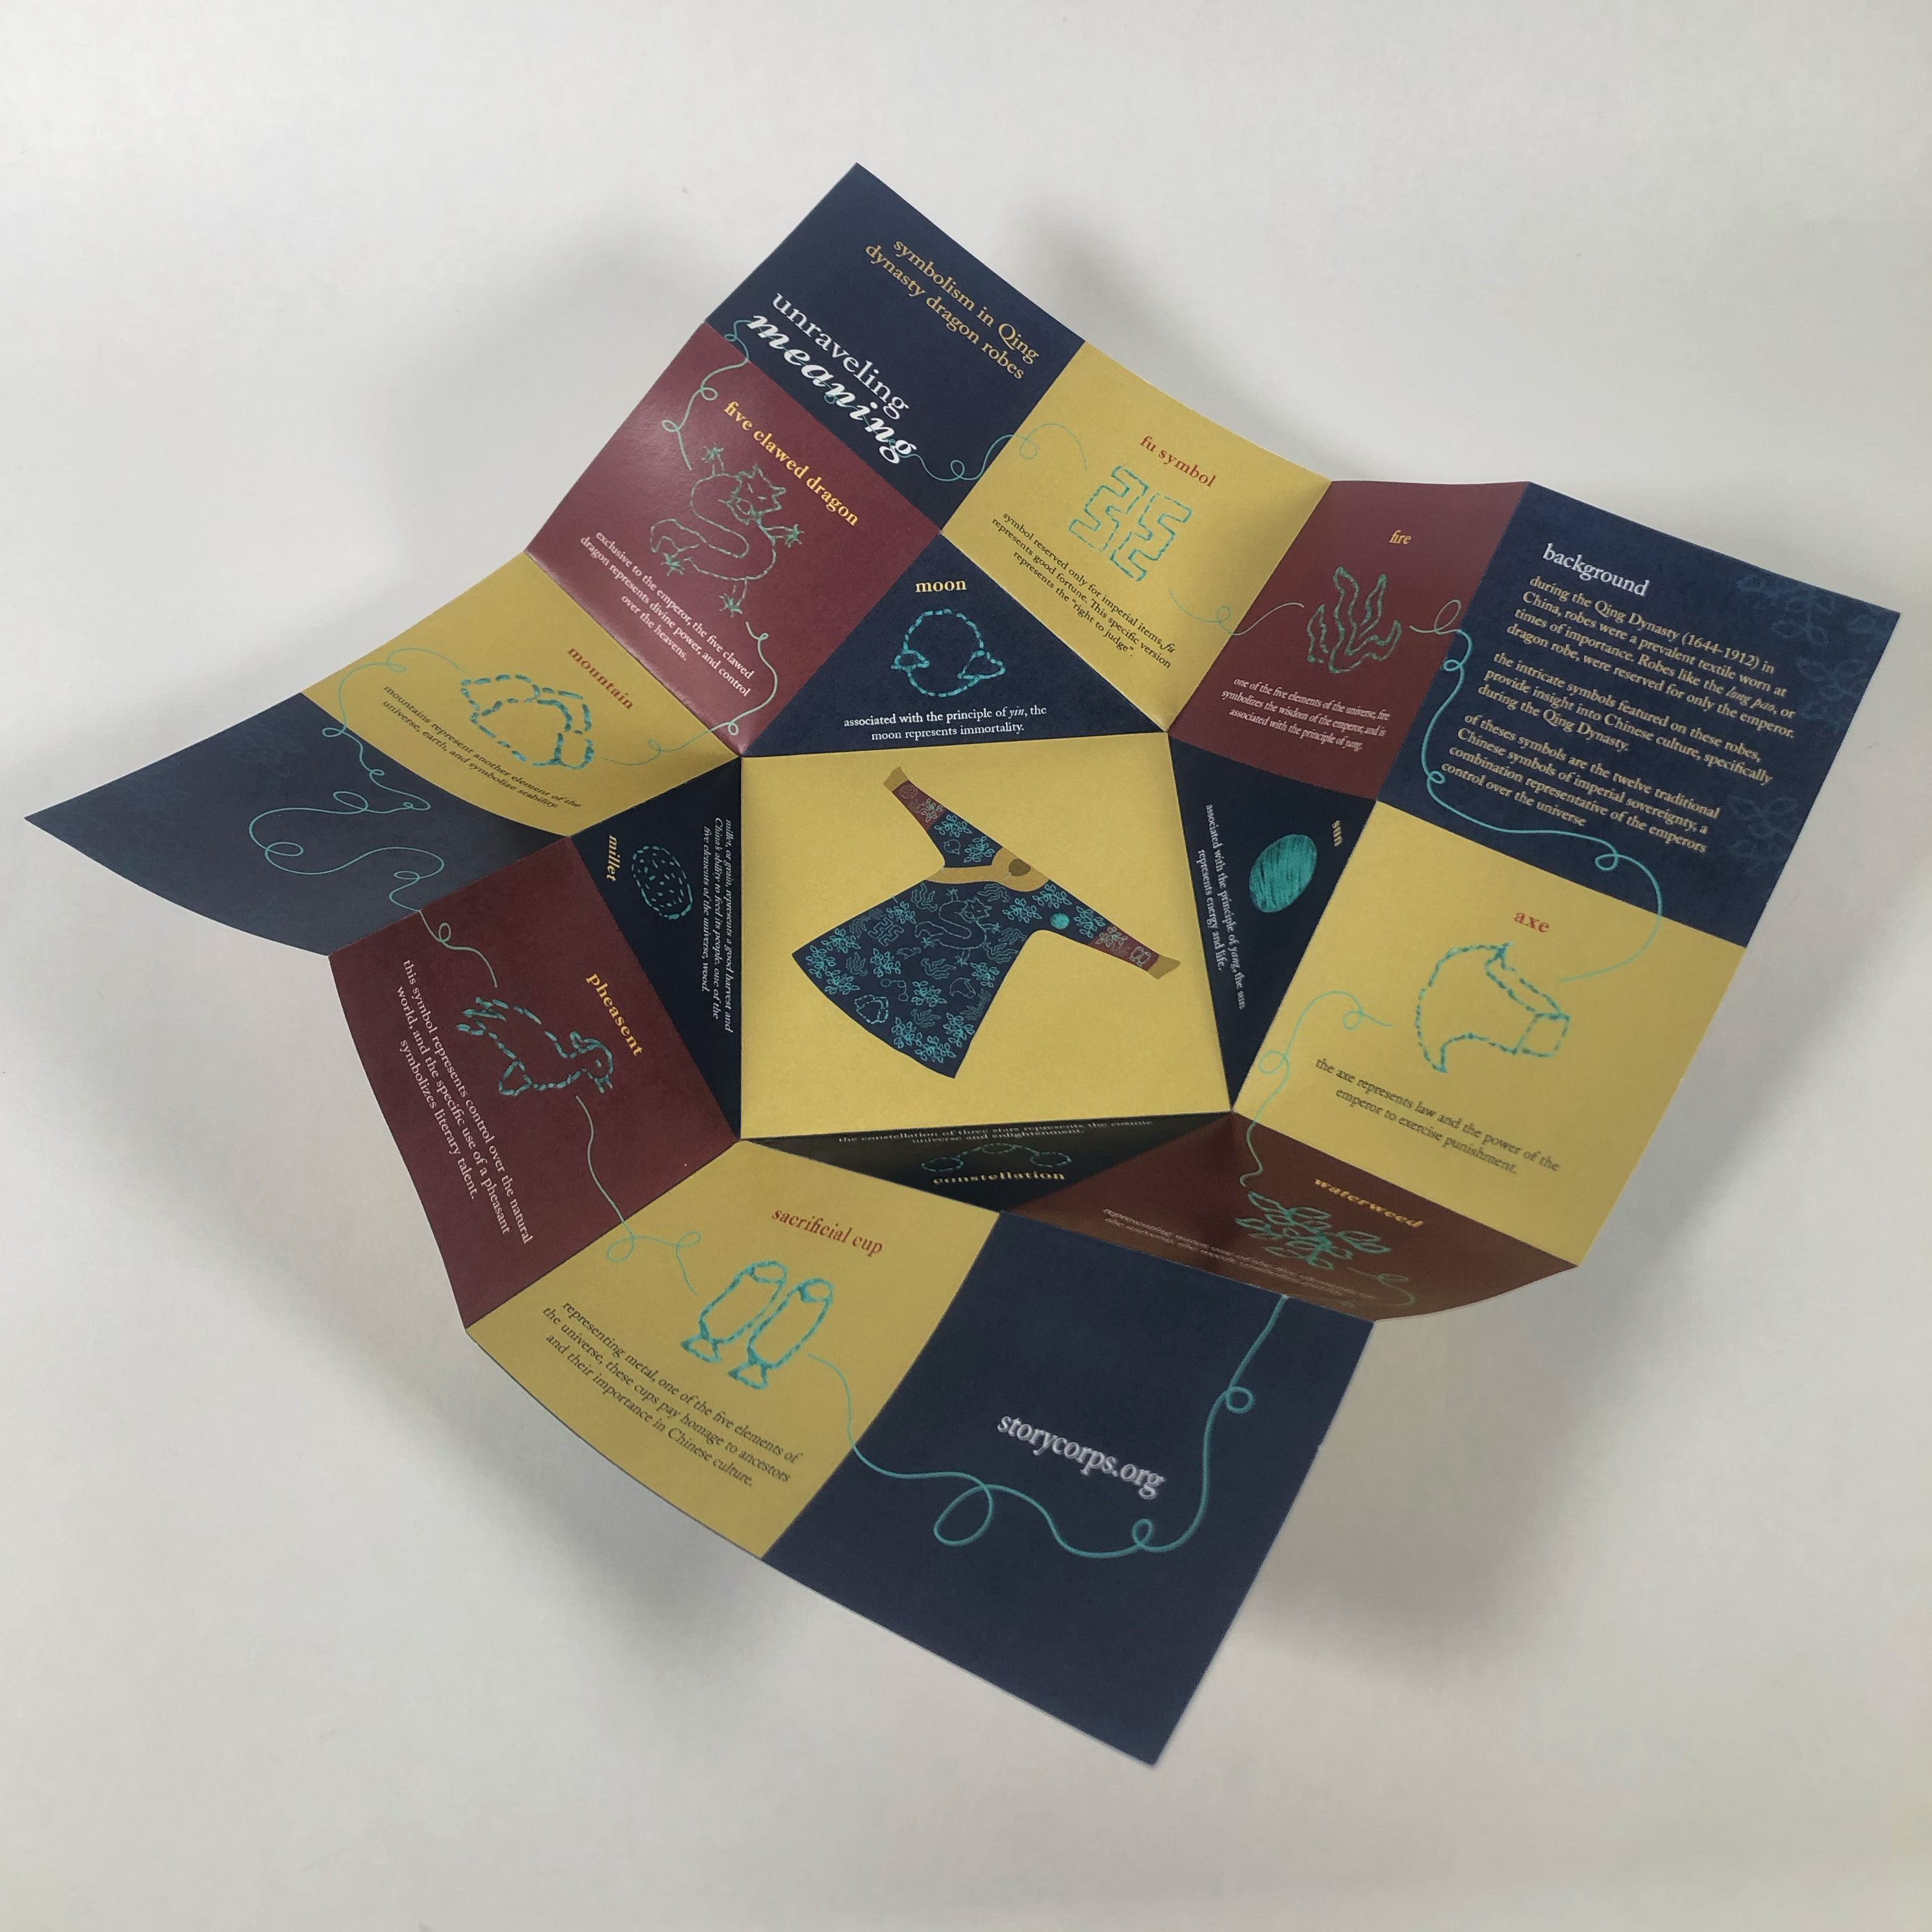 symbolism in Qing
dynasty dragon robes
unraveling
meaning
five clawed dragon
exclusive to the emperor, the five clawed
dragon represents divine power, and control
over the heavens.
fu symbol
symbol reserved only for imperial items, fu
represents good fortune. This specific version
represents the "right to judge".
fire
one of the five elements of the universe, fire
symbolizes the wisdom of the emperor, and is
associated with the principle of yang.
background
during the Qing Dynasty (1644-1912) in
China, robes were a prevalent textile worn at
times of importance. Robes like the long pao, or
dragon robe, were reserved for only the emperor.
the intricate symbols featured on these robes,
provide insight into Chinese culture, specifically
during the Qing Dynasty.
of theses symbols are the twelve traditional
Chinese symbols of imperial sovereignty, a
combination representative of the emperors
control over the universe
moon
associated with the principle of yin, the
moon represents immortality.
mountain
mountains represent another element of the
universe, earth, and symbolize stability.
millet
millet, or grain, represents a good harvest and
China's ability to feed its people. one of the
five elements of the universe, wood.
sun
associated with the principle of yang, the sun
represents energy and life.
axe
the axe represents law and the power of the
emperor to exercise punishment.
pheasent
this symbol represents control over the natural
world, and the specific use of a pheasant
symbolizes literary talent.
the constellation of three stars represents the cosmic
universe and enlightenment.
constellation
waterweed
representing water, one of the five elements of
sacrificial cup
representing metal, one of the five elements of
the universe, these cups pay homage to ancestors
and their importance in Chinese culture.
storycorps.org